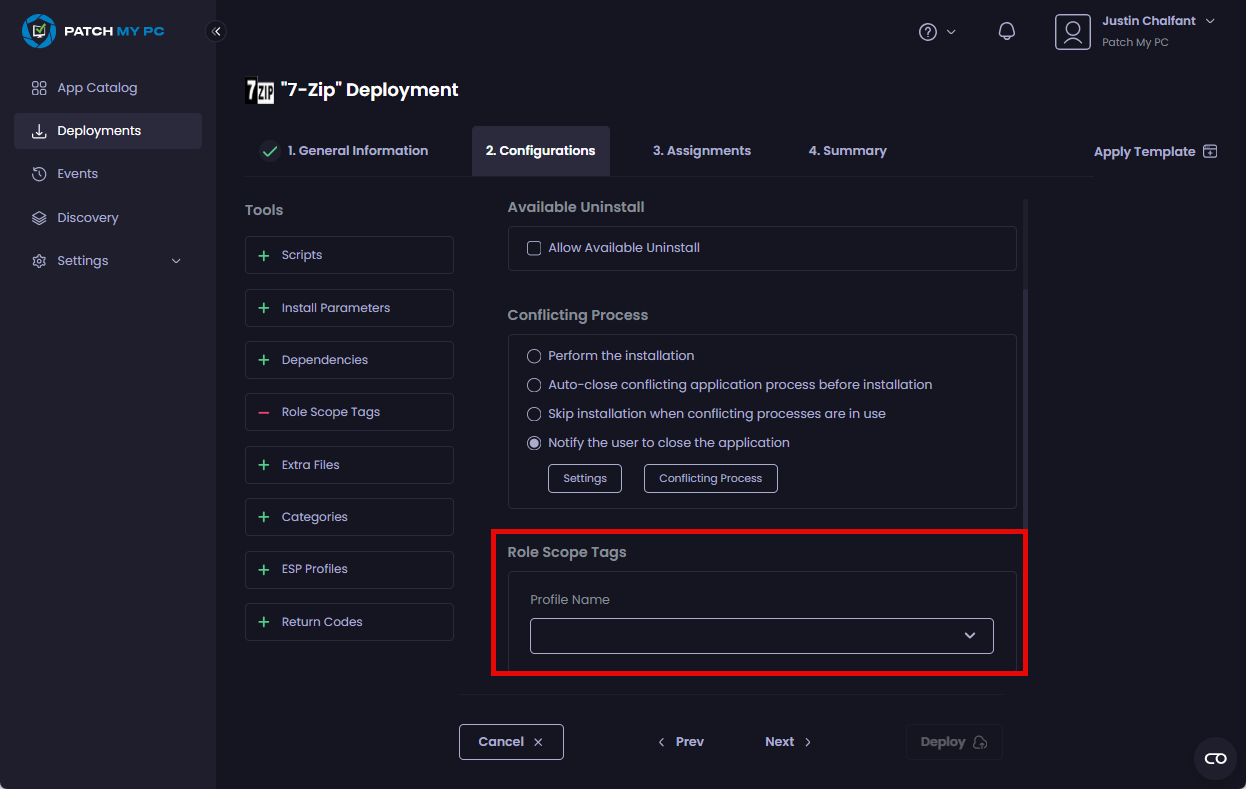 PATCH MY PC
Justin Chalfant
Patch My PC
App Catalog
Deployments
Events
Discovery
Settings
7ZIP "7-Zip" Deployment
1. General Information
2. Configurations
3. Assignments
4. Summary
Apply Template
Tools
Scripts
Install Parameters
Dependencies
Role Scope Tags
Extra Files
Categories
ESP Profiles
Return Codes
Available Uninstall
Allow Available Uninstall
Conflicting Process
Perform the installation
Auto-close conflicting application process before installation
Skip installation when conflicting processes are in use
Notify the user to close the application
Settings
Conflicting Process
Role Scope Tags
Profile Name
Cancel
Prev
Next
Deploy